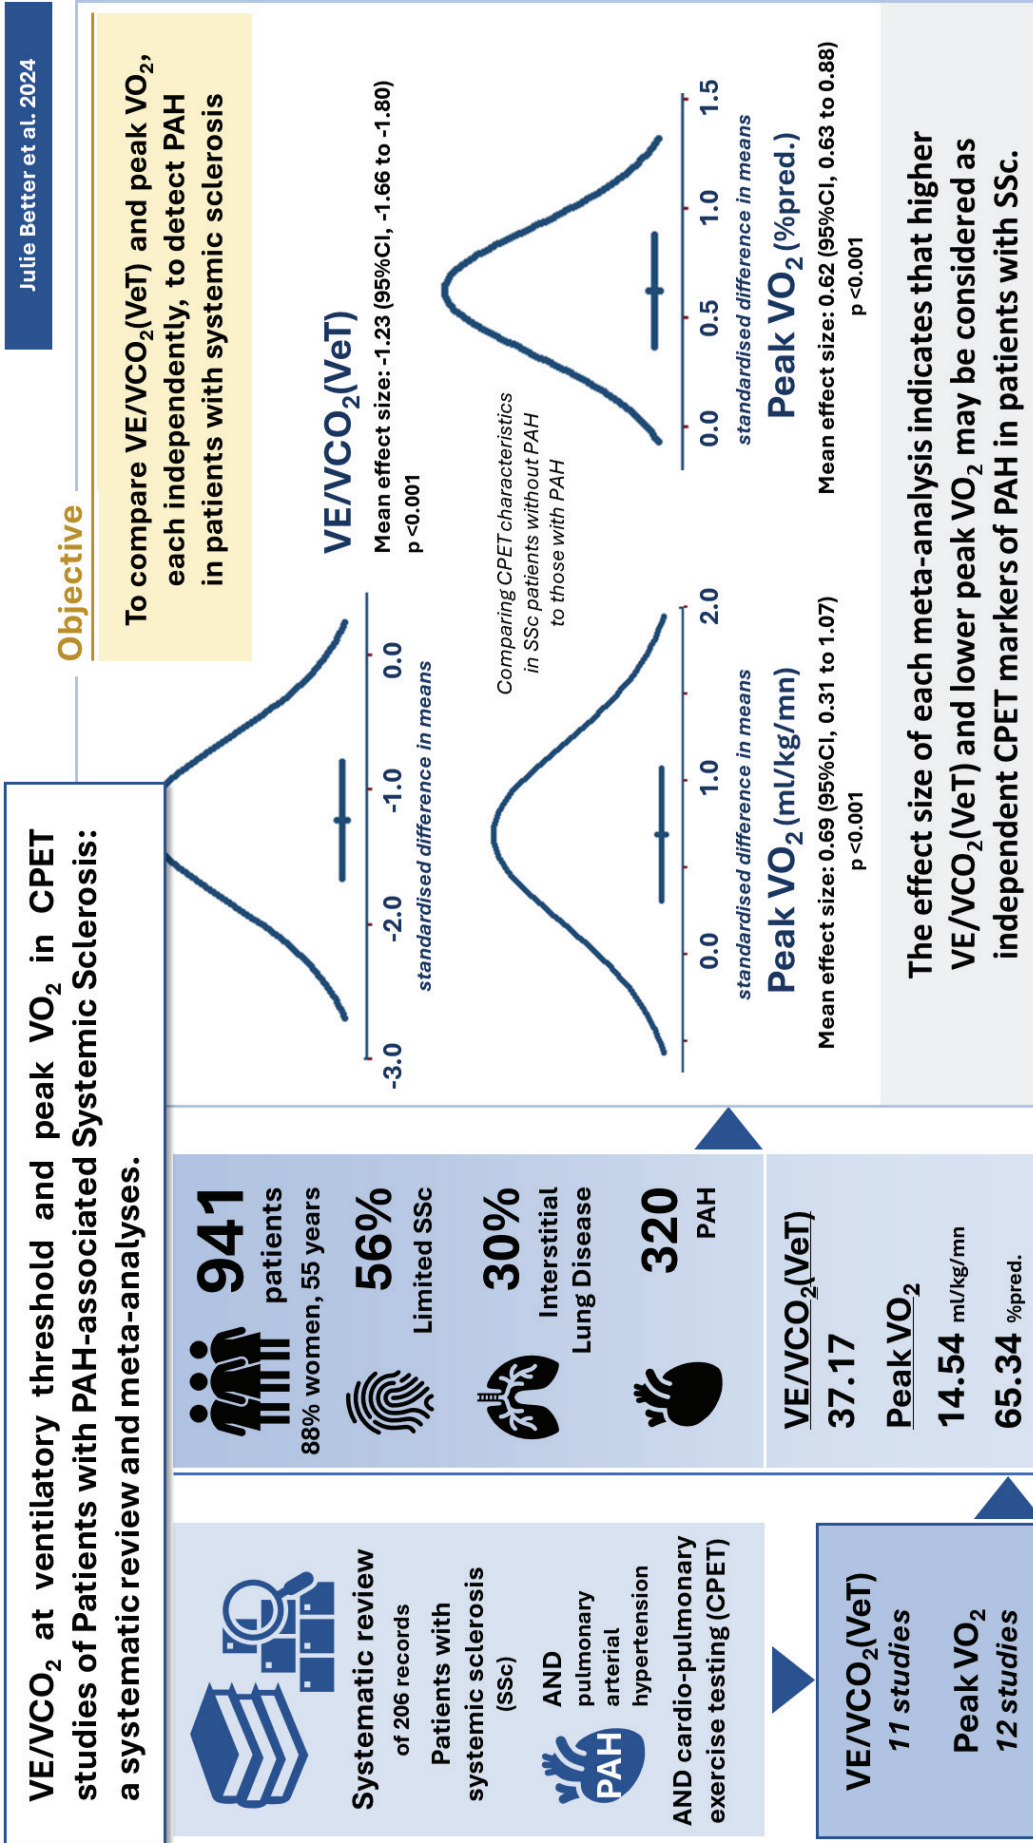 Julie Better et al. 2024
VE/VCO₂ at ventilatory threshold and peak VO₂ in CPET
studies of Patients with PAH-associated Systemic Sclerosis:
a systematic review and meta-analyses.
Objective
To compare VE/VCO₂(VeT) and peak VO₂,
each independently, to detect PAH
in patients with systemic sclerosis
Systematic review
of 206 records
Patients with
systemic sclerosis
(SSc)
AND
pulmonary
arterial
hypertension
PAH
AND cardio-pulmonary
exercise testing (CPET)
VE/VCO₂(VeT)
11 studies
Peak VO₂
12 studies
941
patients
88% women, 55 years
56%
Limited SSc
30%
Interstitial
Lung Disease
320
PAH
VE/VCO₂(VeT)
37.17
Peak VO₂
14.54 ml/kg/mn
65.34 %pred.
-3.0 -2.0 -1.0 0.0
standardised difference in means
VE/VCO₂(VeT)
Mean effect size: -1.23 (95%CI, -1.66 to -1.80)
p <0.001
Comparing CPET characteristics
in SSc patients without PAH
to those with PAH
0.0 1.0 2.0
standardised difference in means
Peak VO₂ (ml/kg/mn)
Mean effect size: 0.69 (95%CI, 0.31 to 1.07)
p <0.001
0.0 0.5 1.0 1.5
standardised difference in means
Peak VO₂ (%pred.)
Mean effect size: 0.62 (95%CI, 0.63 to 0.88)
p <0.001
The effect size of each meta-analysis indicates that higher
VE/VCO₂(VeT) and lower peak VO₂ may be considered as
independent CPET markers of PAH in patients with SSc.